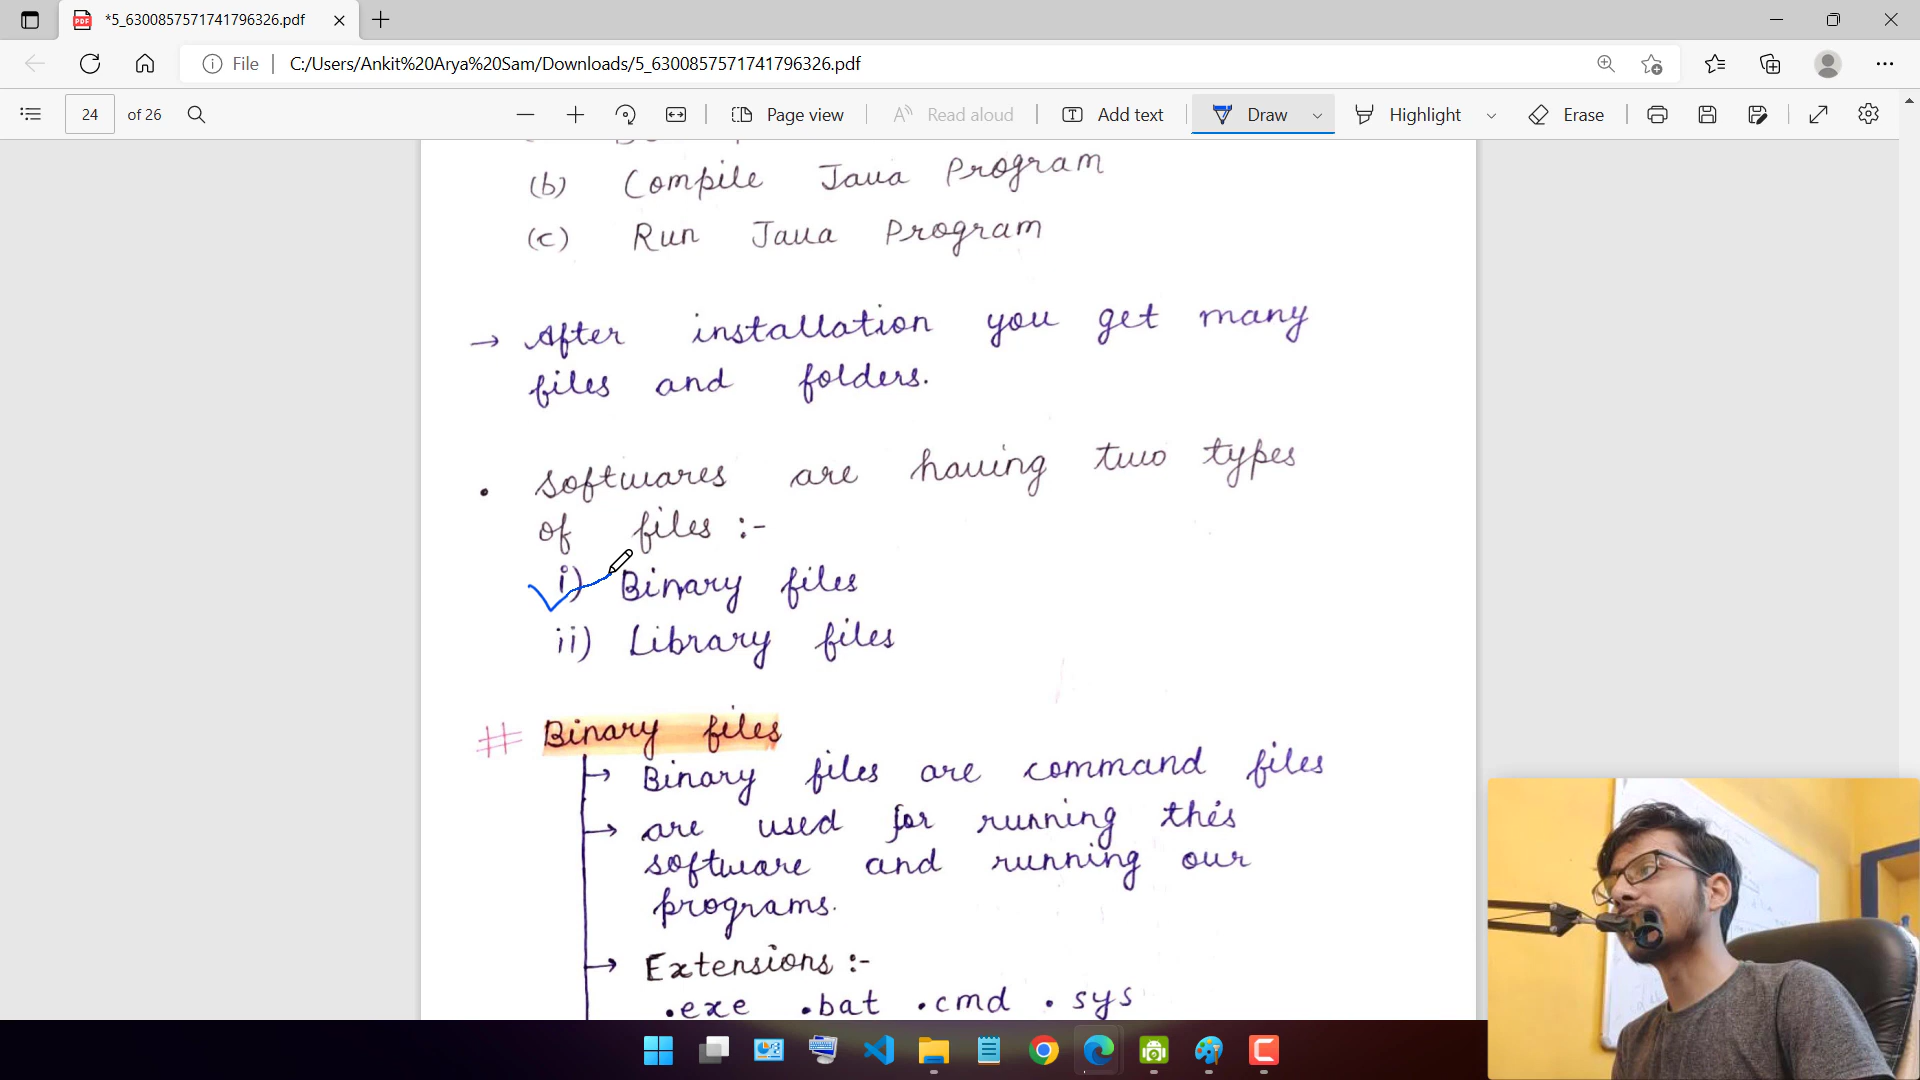 *5_6300857571741796326.pdf
File
C:/Users/Ankit%20Arya%20Sam/Downloads/5_6300857571741796326.pdf
24 of 26
Page view
Read aloud
Add text
Draw
Highlight
Erase
(b) Compile Java Program
(c) Run Java Program
→ After installation you get many
files and folders.
• Softwares are having two types
of files :-
i) Binary files
ii) Library files
# Binary files
→ Binary files are command files
→ are used for running this
software and running our
programs.
→ Extensions :-
.exe .bat .cmd .sys